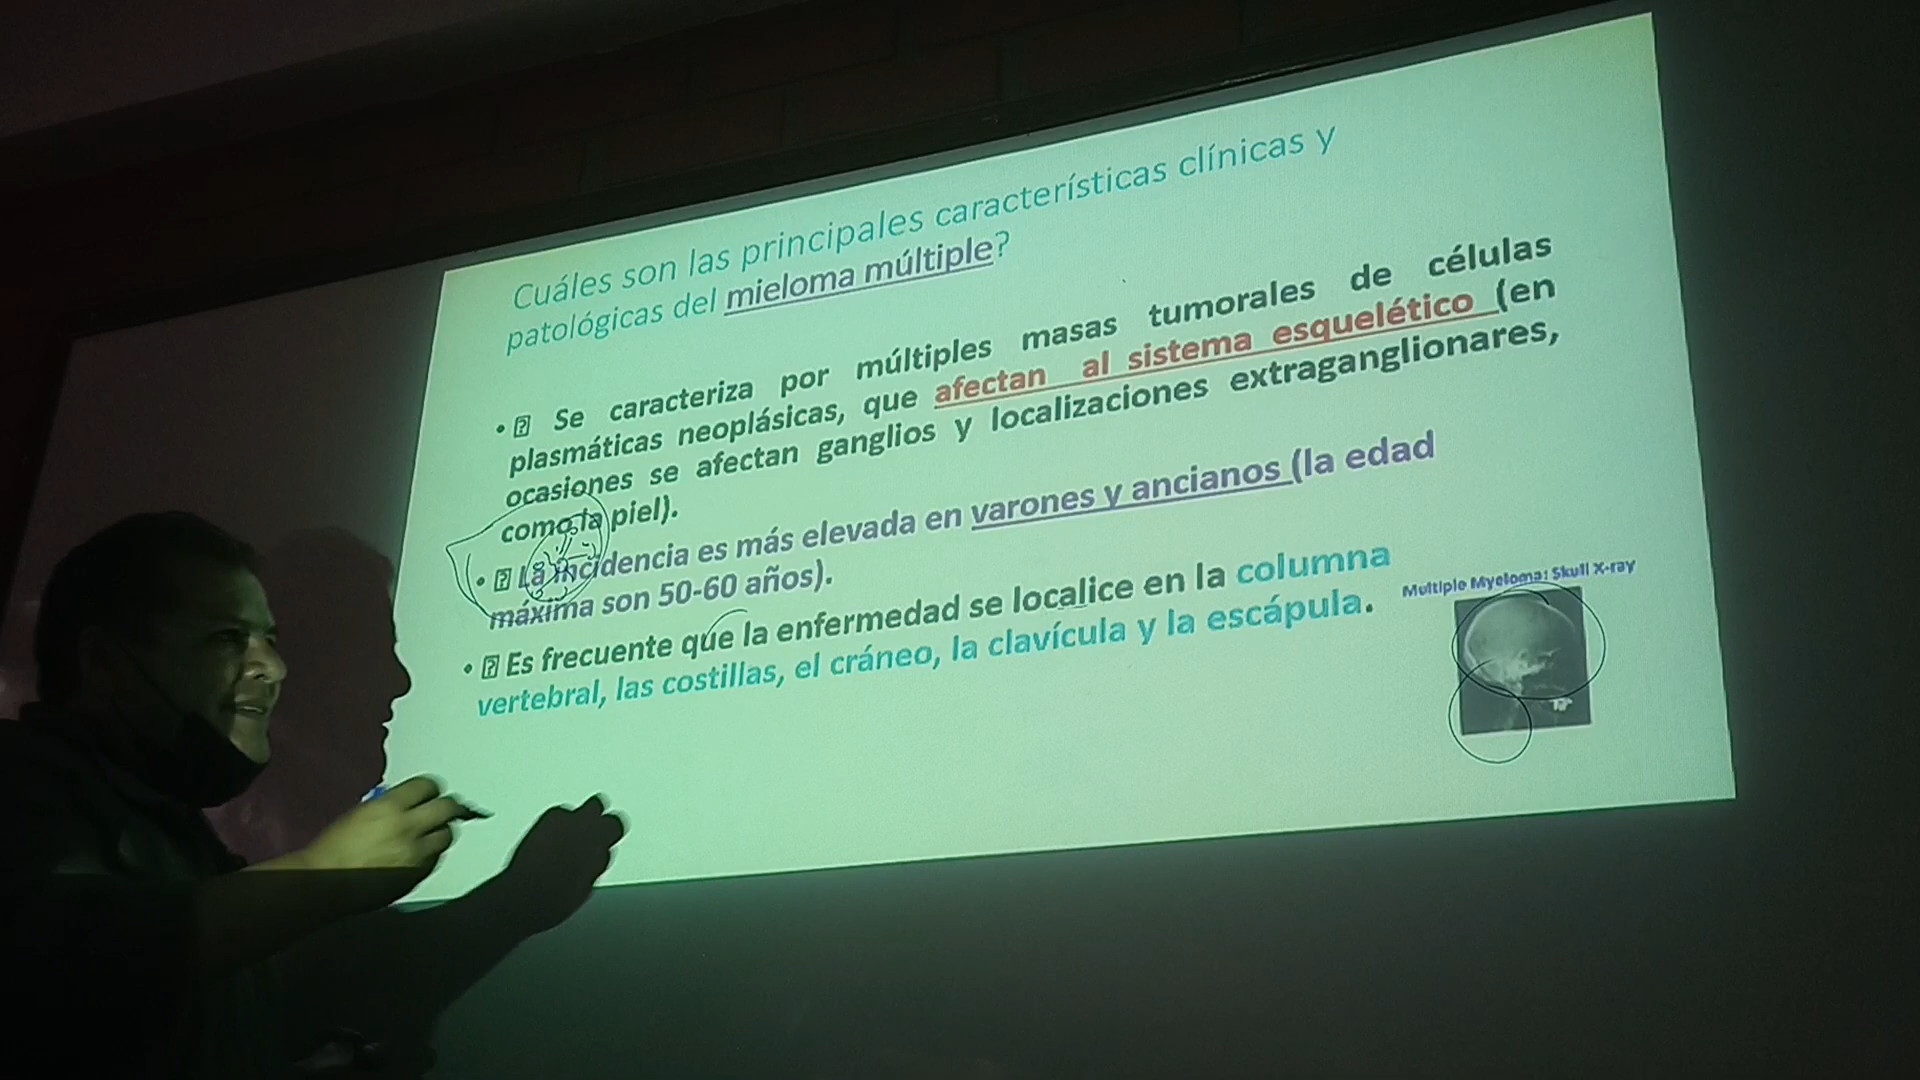 Cuáles son las principales características clínicas y
patológicas del mieloma múltiple?
• ⍰ Se caracteriza por múltiples masas tumorales de células
plasmáticas neoplásicas, que afectan al sistema esquelético (en
ocasiones se afectan ganglios y localizaciones extraganglionares,
como la piel).
• ⍰ La incidencia es más elevada en varones y ancianos (la edad
máxima son 50-60 años).
• ⍰ Es frecuente que la enfermedad se localice en la columna
vertebral, las costillas, el cráneo, la clavícula y la escápula.
Multiple Myeloma: Skull X-ray